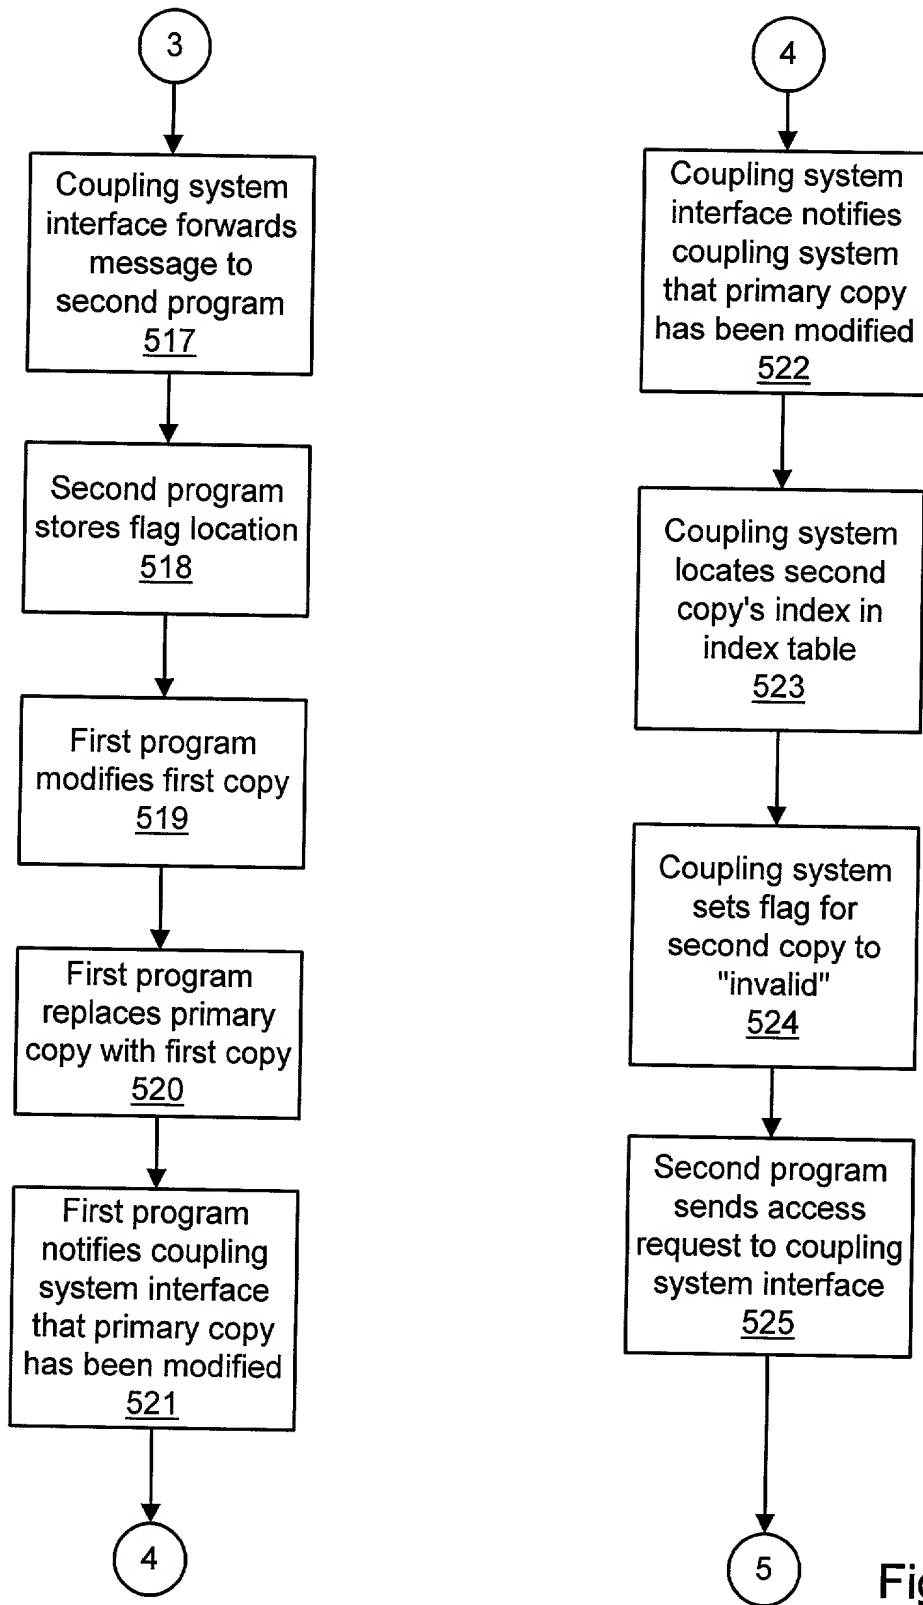 3
Coupling system
interface forwards
message to
second program
517
Second program
stores flag location
518
First program
modifies first copy
519
First program
replaces primary
copy with first copy
520
First program
notifies coupling
system interface
that primary copy
has been modified
521
4
4
Coupling system
interface notifies
coupling system
that primary copy
has been modified
522
Coupling system
locates second
copy's index in
index table
523
Coupling system
sets flag for
second copy to
"invalid"
524
Second program
sends access
request to coupling
system interface
525
5